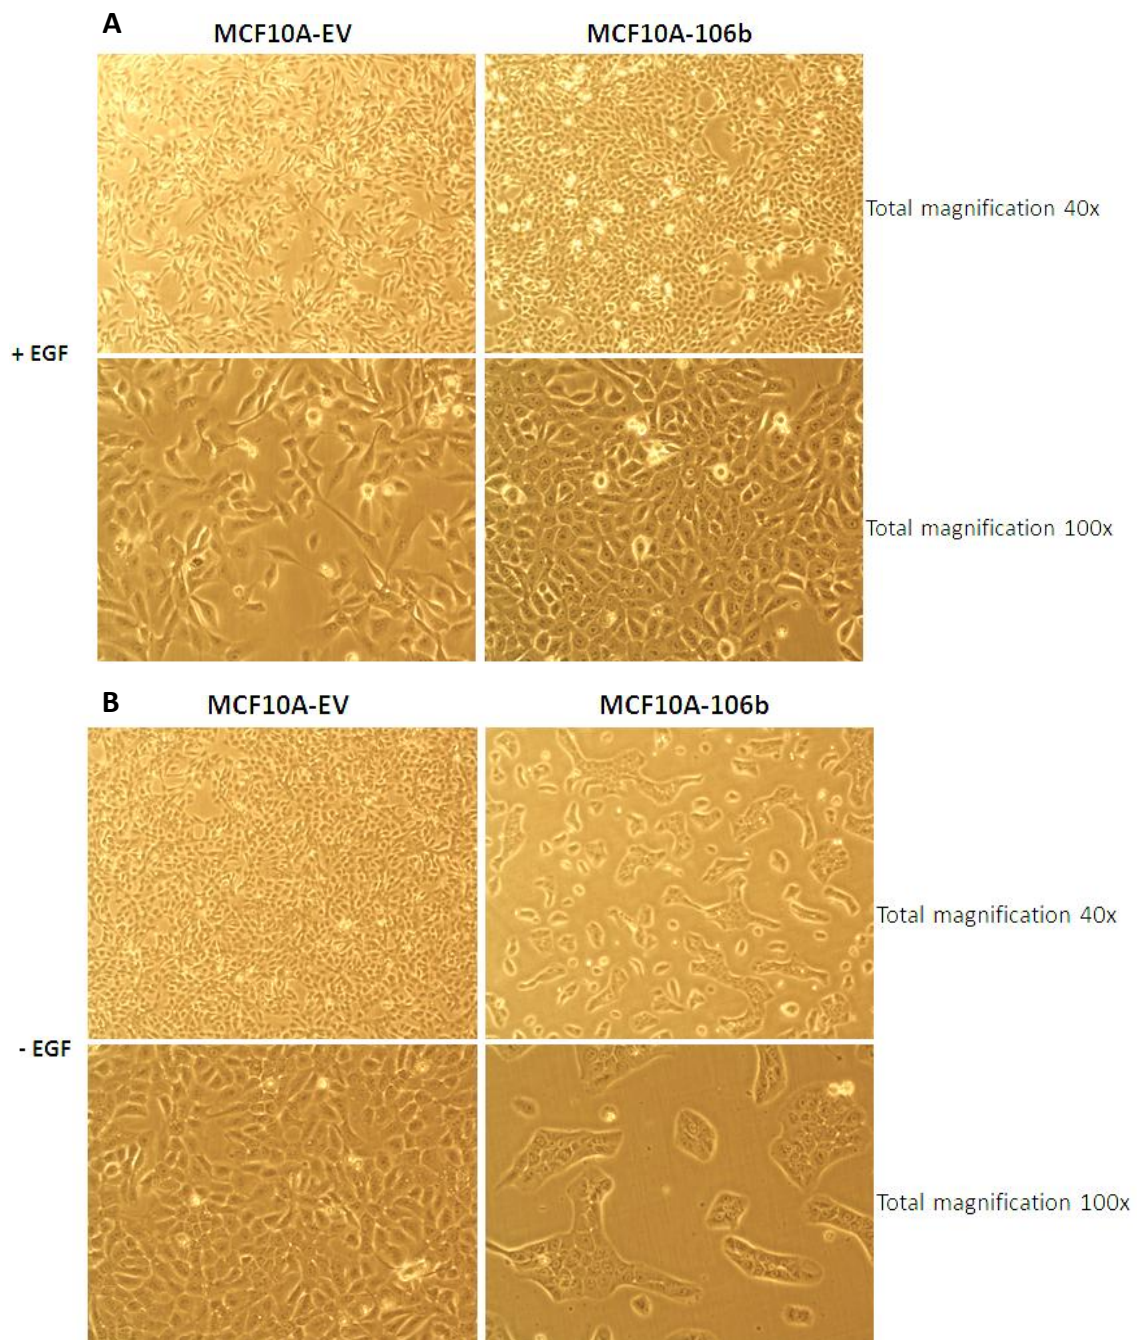 A
MCF10A-EV MCF10A-106b
Total magnification 40x
+ EGF
Total magnification 100x
B
MCF10A-EV MCF10A-106b
Total magnification 40x
- EGF
Total magnification 100x